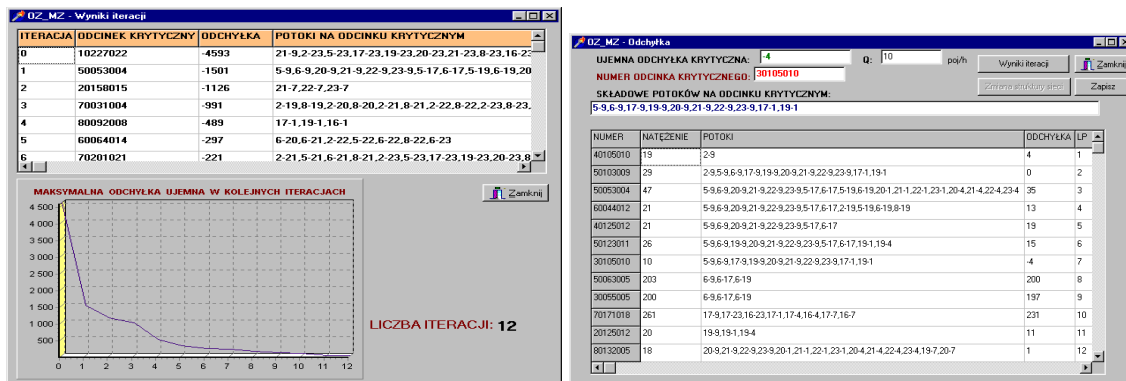 OZ_MZ - Wyniki iteracji
ITERACJA ODCINEK KRYTYCZNY ODCHYŁKA POTOKI NA ODCINKU KRYTYCZNYM
0 10227022 -4593 21-9,2-23,5-23,17-23,19-23,20-23,21-23,8-23,16-23
1 50053004 -1501 5-9,6-9,20-9,21-9,22-9,23-9,5-17,6-17,5-19,6-19,20
2 20158015 -1126 21-7,22-7,23-7
3 70031004 -991 2-19,8-19,2-20,8-20,2-21,8-21,2-22,8-22,2-23,8-23,
4 80092008 -489 17-1,19-1,16-1
5 60064014 -297 6-20,6-21,2-22,5-22,6-22,8-22,6-23
6 70201021 -221 2-21,5-21,6-21,8-21,2-23,5-23,17-23,19-23,20-23,8
MAKSYMALNA ODCHYŁKA UJEMNA W KOLEJNYCH ITERACJACH
Zamknij
4 500
4 000
3 500
3 000
2 500
2 000
1 500
1 000
500
0 1 2 3 4 5 6 7 8 9 10 11 12
LICZBA ITERACJI: 12
OZ_MZ - Odchyłka
UJEMNA ODCHYŁKA KRYTYCZNA: -4 Q: 10 poj/h Wyniki iteracji Zamknij
NUMER ODCINKA KRYTYCZNEGO: 30105010 Zmiana struktury sieci Zapisz
SKŁADOWE POTOKÓW NA ODCINKU KRYTYCZNYM:
5-9,6-9,17-9,19-9,20-9,21-9,22-9,23-9,17-1,19-1
NUMER NATĘŻENIE POTOKI ODCHYŁKA LP
40105010 19 2-9 4 1
50103009 29 2-9,5-9,6-9,17-9,19-9,20-9,21-9,22-9,23-9,17-1,19-1 0 2
50053004 47 5-9,6-9,20-9,21-9,22-9,23-9,5-17,6-17,5-19,6-19,20-1,21-1,22-1,23-1,20-4,21-4,22-4,23-4 35 3
60044012 21 5-9,6-9,20-9,21-9,22-9,23-9,5-17,6-17,2-19,5-19,6-19,8-19 13 4
40125012 21 5-9,6-9,20-9,21-9,22-9,23-9,5-17,6-17 19 5
50123011 26 5-9,6-9,19-9,20-9,21-9,22-9,23-9,5-17,6-17,19-1,19-4 15 6
30105010 10 5-9,6-9,17-9,19-9,20-9,21-9,22-9,23-9,17-1,19-1 -4 7
50063005 203 6-9,6-17,6-19 200 8
30055005 200 6-9,6-17,6-19 197 9
70171018 261 17-9,17-23,16-23,17-1,17-4,16-4,17-7,16-7 231 10
20125012 20 19-9,19-1,19-4 11 11
80132005 18 20-9,21-9,22-9,23-9,20-1,21-1,22-1,23-1,20-4,21-4,22-4,23-4,19-7,20-7 1 12